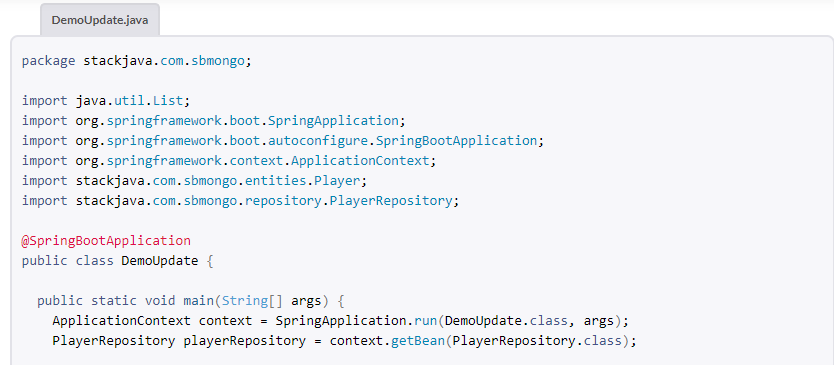 DemoUpdate.java
package stackjava.com.sbmongo;
import java.util.List;
import org.springframework.boot.SpringApplication;
import org.springframework.boot.autoconfigure.SpringBootApplication;
import org.springframework.context.ApplicationContext;
import stackjava.com.sbmongo.entities.Player;
import stackjava.com.sbmongo.repository.PlayerRepository;
@SpringBootApplication
public class DemoUpdate {
public static void main(String[] args) {
ApplicationContext context = SpringApplication.run(DemoUpdate.class, args);
PlayerRepository playerRepository = context.getBean(PlayerRepository.class);